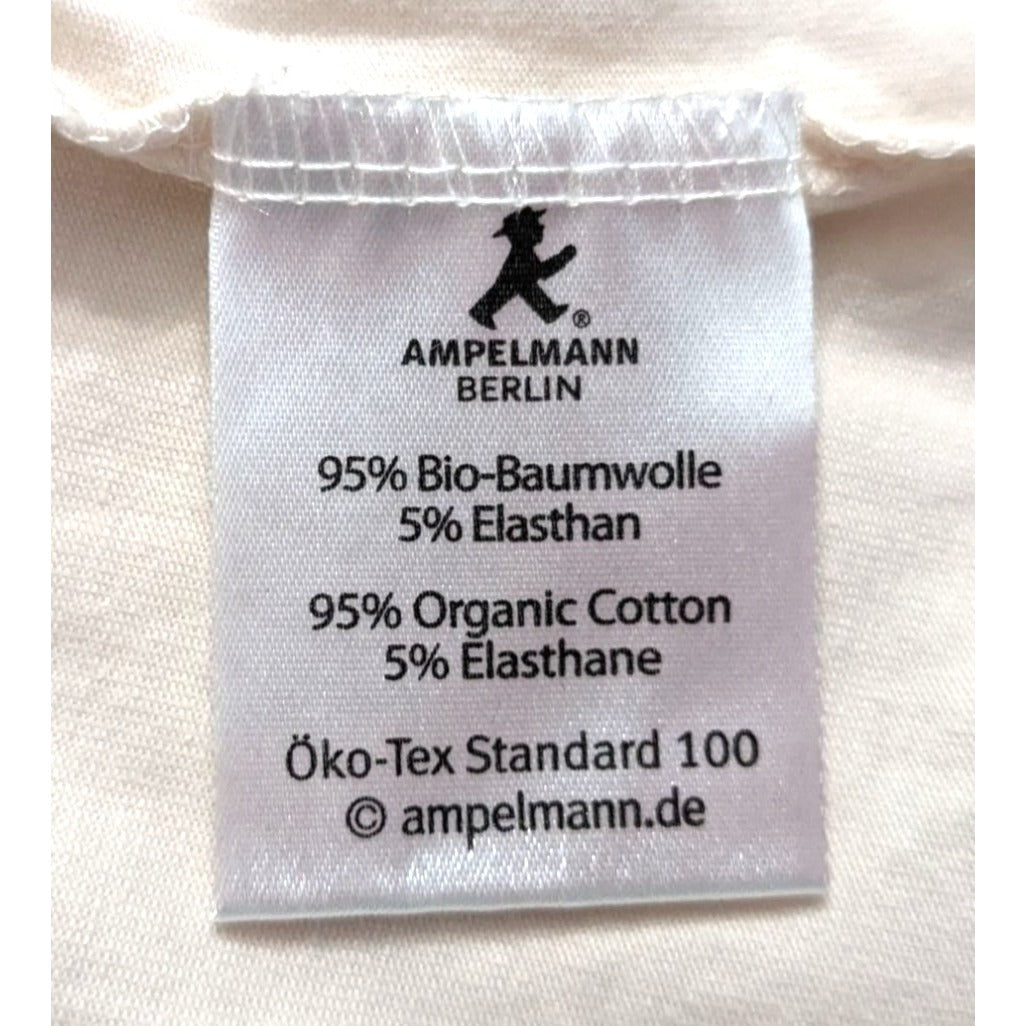 ®
AMPELMANN
BERLIN
95% Bio-Baumwolle
5% Elasthan
95% Organic Cotton
5% Elasthane
Öko-Tex Standard 100
© ampelmann.de